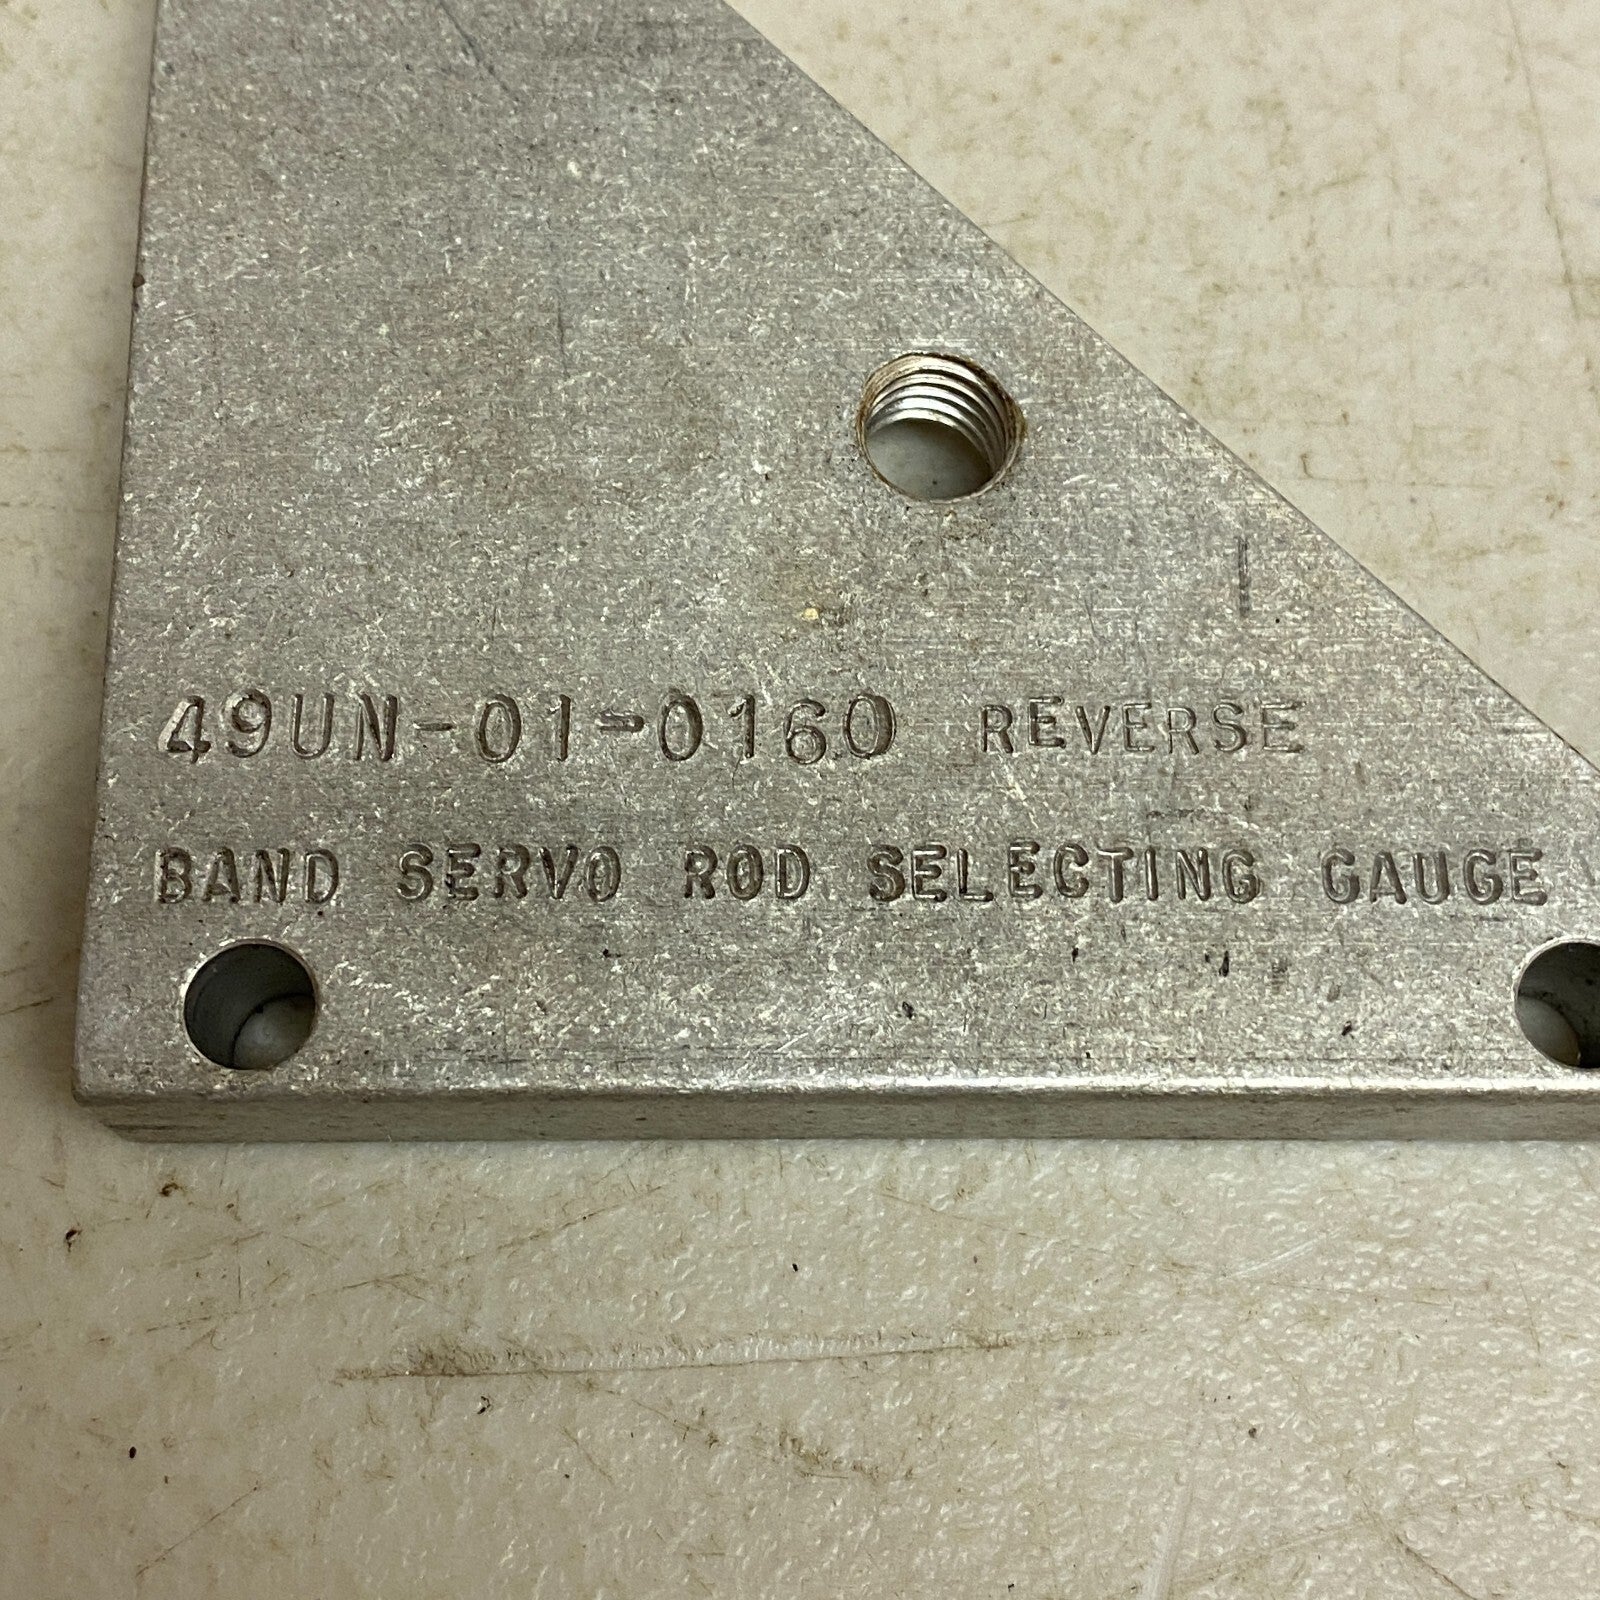 49UN-01-0160 REVERSE
BAND SERVO ROD SELECTING GAUGE